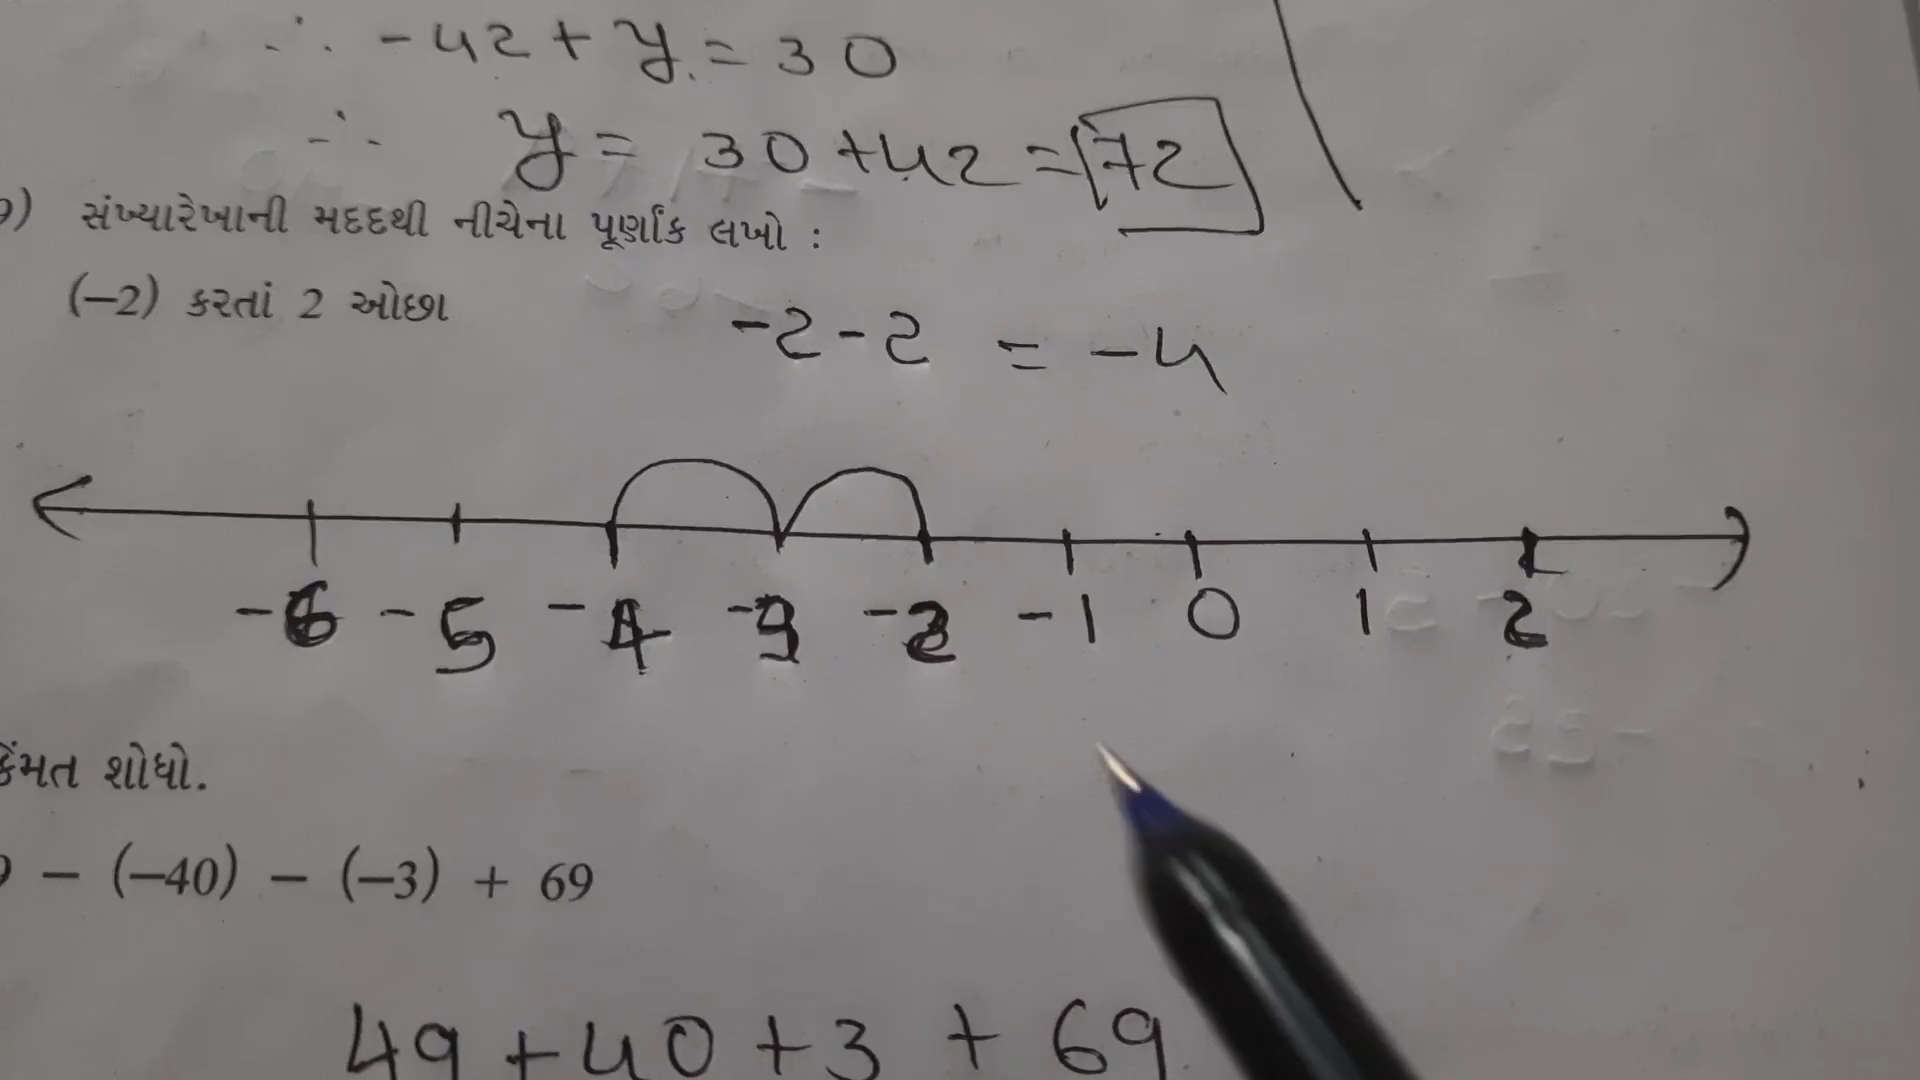 ∴ -42 + y = 30
∴ y = 30 + 42 = 72
સંખ્યારેખાની મદદથી નીચેના પૂર્ણાંક લખો :
(–2) કરતાં 2 ઓછા
-2 - 2 = -4
-6 -5 -4 -3 -2 -1 0 1 2
કિંમત શોધો.
– (–40) – (–3) + 69
49 + 40 + 3 + 69